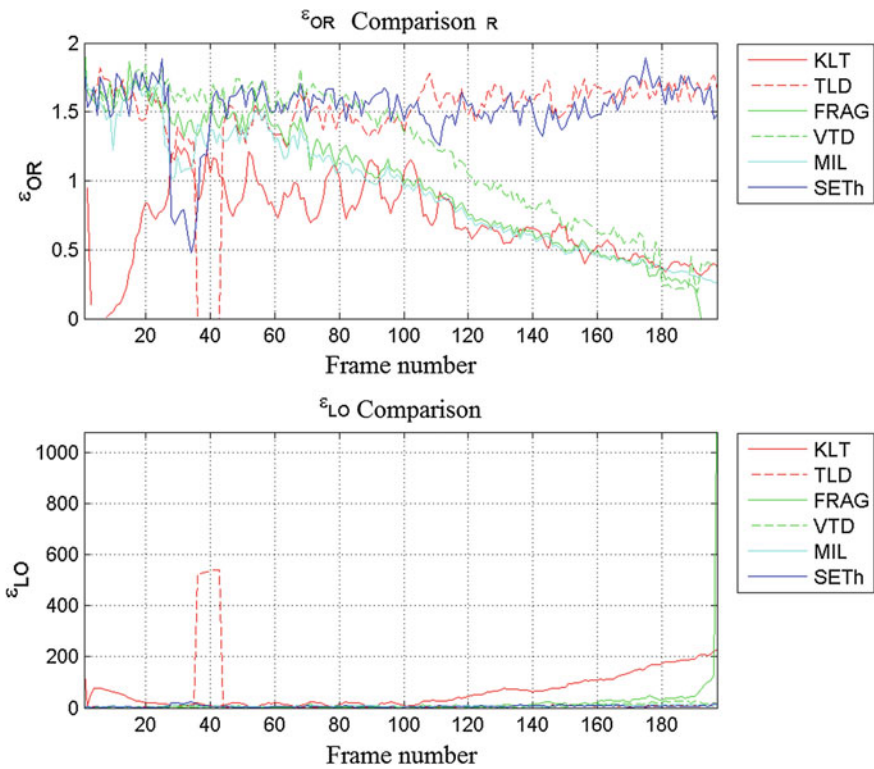 εOR Comparison R
2
1.5
1
0.5
0
εOR
20 40 60 80 100 120 140 160 180
Frame number
KLT
TLD
FRAG
VTD
MIL
SETh
εLO Comparison
1000
800
600
400
200
0
εLO
20 40 60 80 100 120 140 160 180
Frame number
KLT
TLD
FRAG
VTD
MIL
SETh